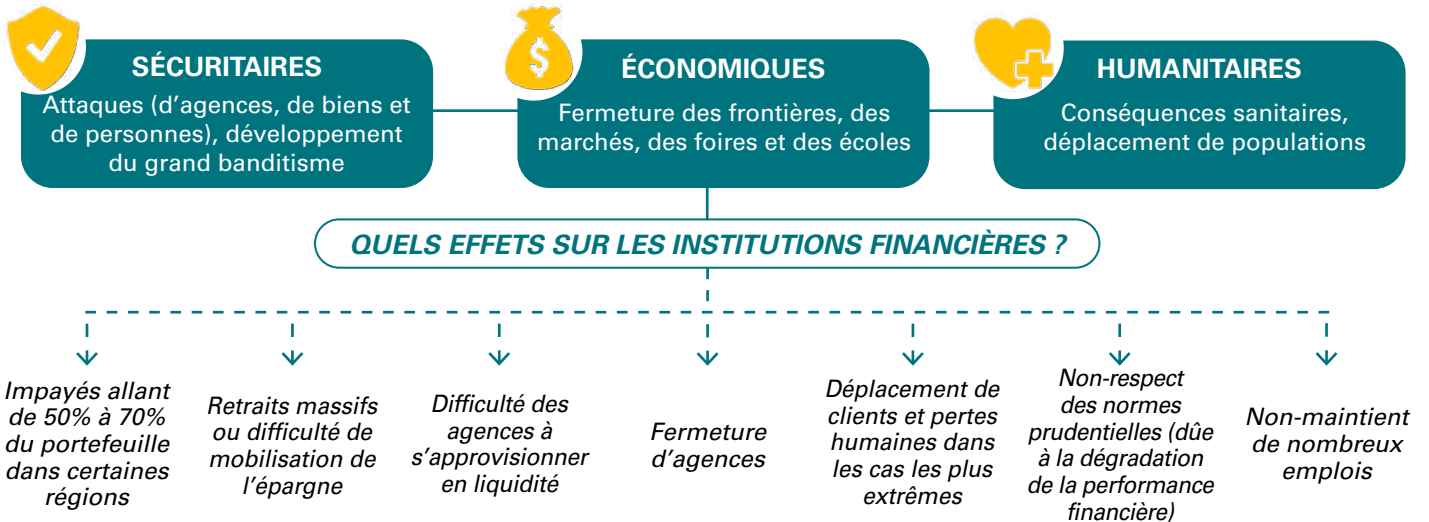 SÉCURITAIRES
Attaques (d'agences, de biens et
de personnes), développement
du grand banditisme
$
ÉCONOMIQUES
Fermeture des frontières, des
marchés, des foires et des écoles
HUMANITAIRES
Conséquences sanitaires,
déplacement de populations
QUELS EFFETS SUR LES INSTITUTIONS FINANCIÈRES ?
Impayés allant
de 50% à 70%
du portefeuille
dans certaines
régions
Retraits massifs
ou difficulté de
mobilisation de
l'épargne
Difficulté des
agences à
s'approvisionner
en liquidité
Fermeture
d'agences
Déplacement de
clients et pertes
humaines dans
les cas les plus
extrêmes
Non-respect
des normes
prudentielles (dûe
à la dégradation
de la performance
financière)
Non-maintient
de nombreux
emplois